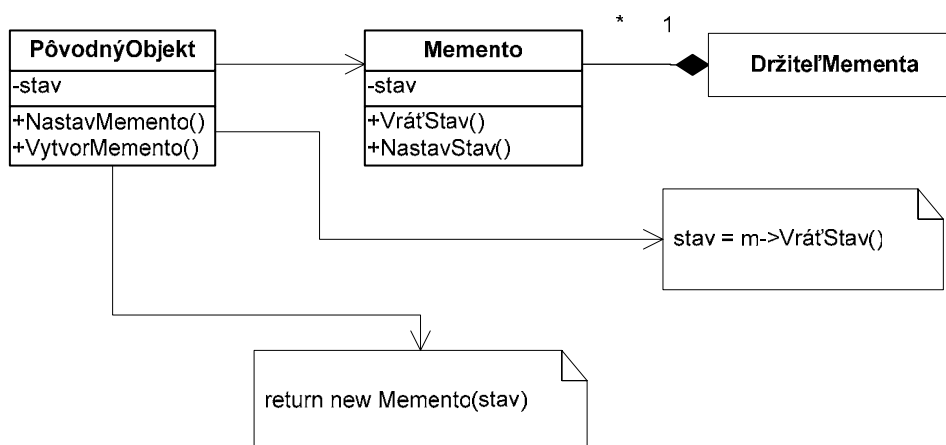 PôvodnýObjekt
-stav
+NastavMemento()
+VytvorMemento()
Memento
-stav
+VráťStav()
+NastavStav()
* 1
DržiteľMementa
stav = m->VráťStav()
return new Memento(stav)